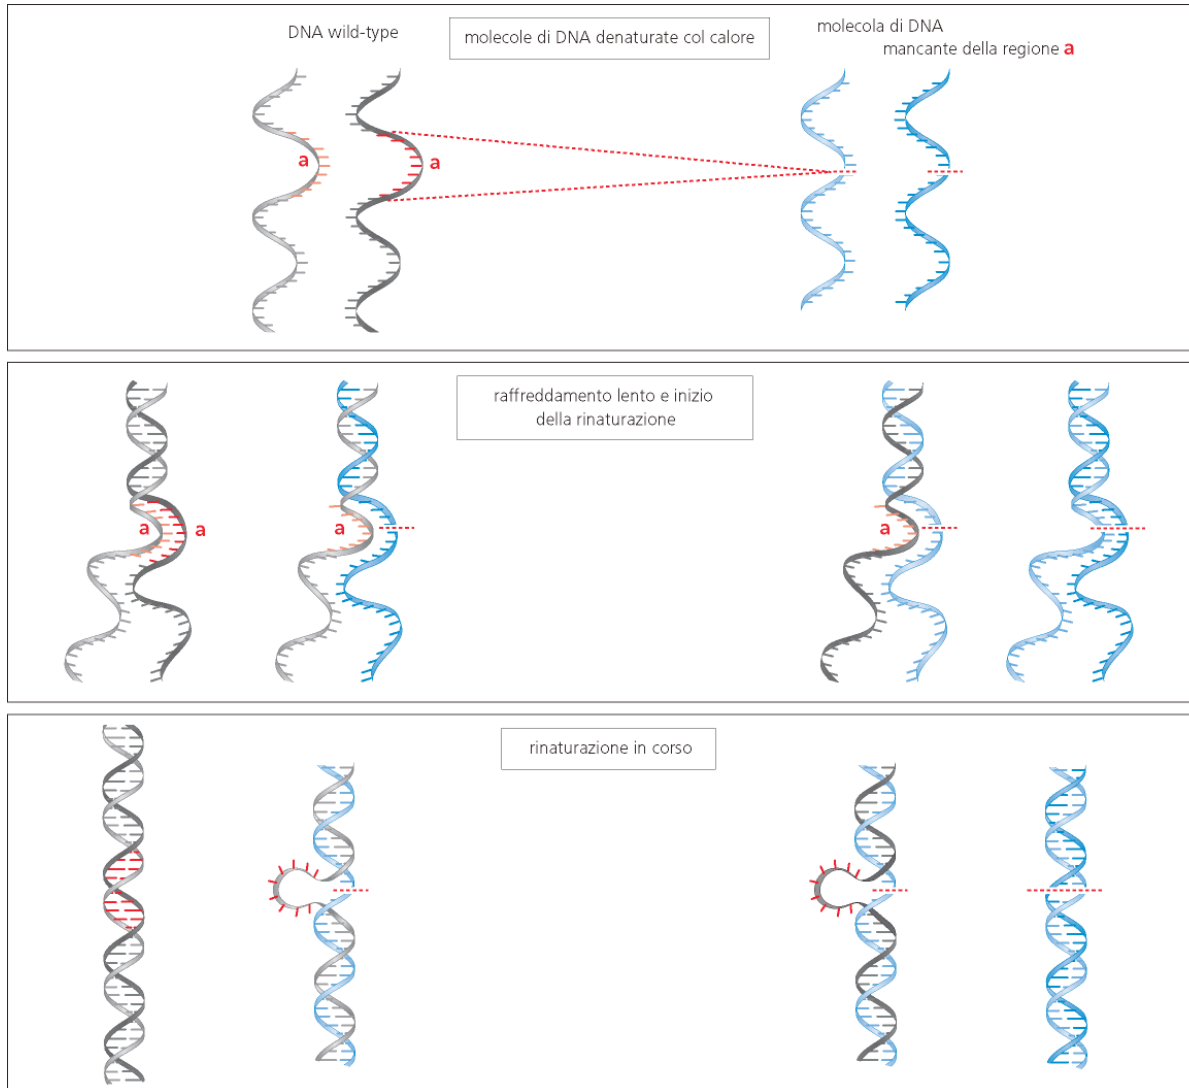 DNA wild-type
molecole di DNA denaturate col calore
molecola di DNA
mancante della regione a
a
a
raffreddamento lento e inizio
della rinaturazione
a
a
a
a
rinaturazione in corso